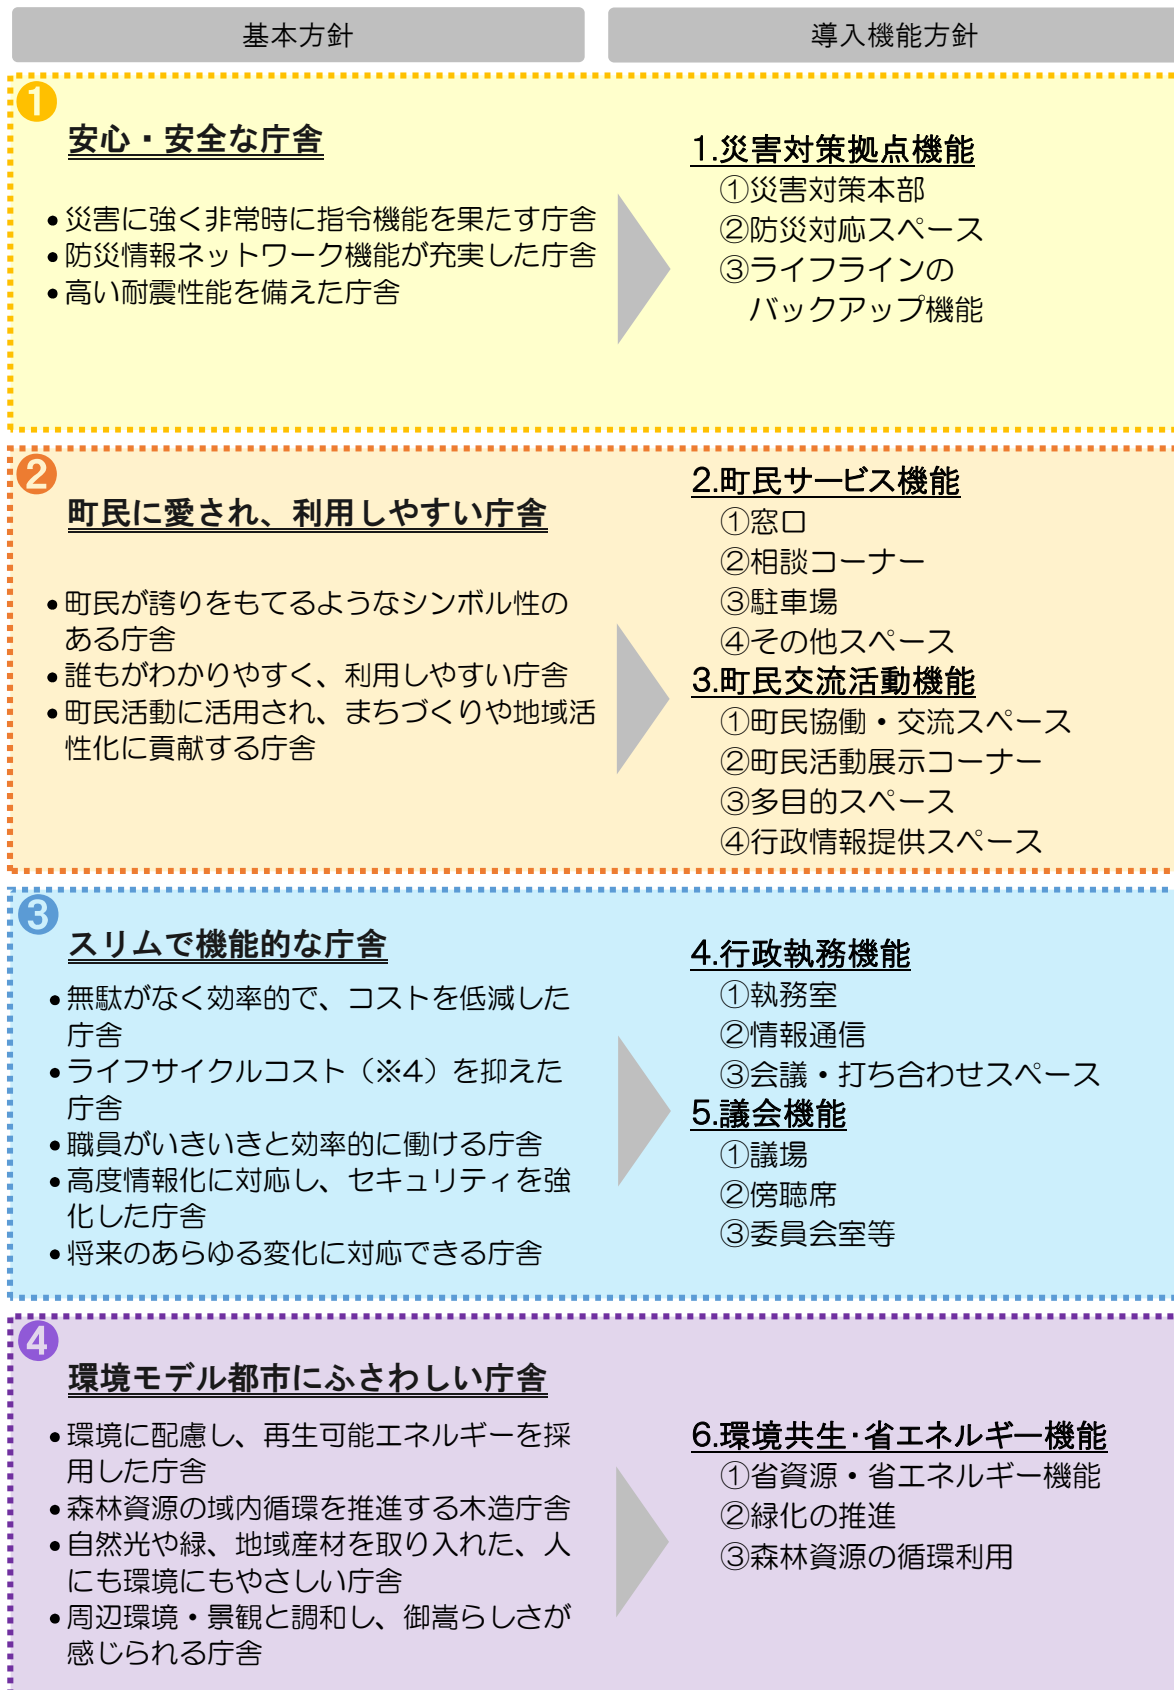 基本方針
導入機能方針
❶
安心・安全な庁舎
•災害に強く非常時に指令機能を果たす庁舎
•防災情報ネットワーク機能が充実した庁舎
•高い耐震性能を備えた庁舎
1.災害対策拠点機能
①災害対策本部
②防災対応スペース
③ライフラインの
バックアップ機能
❷
町民に愛され、利用しやすい庁舎
•町民が誇りをもてるようなシンボル性の
ある庁舎
•誰もがわかりやすく、利用しやすい庁舎
•町民活動に活用され、まちづくりや地域活
性化に貢献する庁舎
2.町民サービス機能
①窓口
②相談コーナー
③駐車場
④その他スペース
3.町民交流活動機能
①町民協働・交流スペース
②町民活動展示コーナー
③多目的スペース
④行政情報提供スペース
❸
スリムで機能的な庁舎
•無駄がなく効率的で、コストを低減した
庁舎
•ライフサイクルコスト（※4）を抑えた
庁舎
•職員がいきいきと効率的に働ける庁舎
•高度情報化に対応し、セキュリティを強
化した庁舎
•将来のあらゆる変化に対応できる庁舎
4.行政執務機能
①執務室
②情報通信
③会議・打ち合わせスペース
5.議会機能
①議場
②傍聴席
③委員会室等
❹
環境モデル都市にふさわしい庁舎
•環境に配慮し、再生可能エネルギーを採
用した庁舎
•森林資源の域内循環を推進する木造庁舎
•自然光や緑、地域産材を取り入れた、人
にも環境にもやさしい庁舎
•周辺環境・景観と調和し、御嵩らしさが
感じられる庁舎
6.環境共生・省エネルギー機能
①省資源・省エネルギー機能
②緑化の推進
③森林資源の循環利用